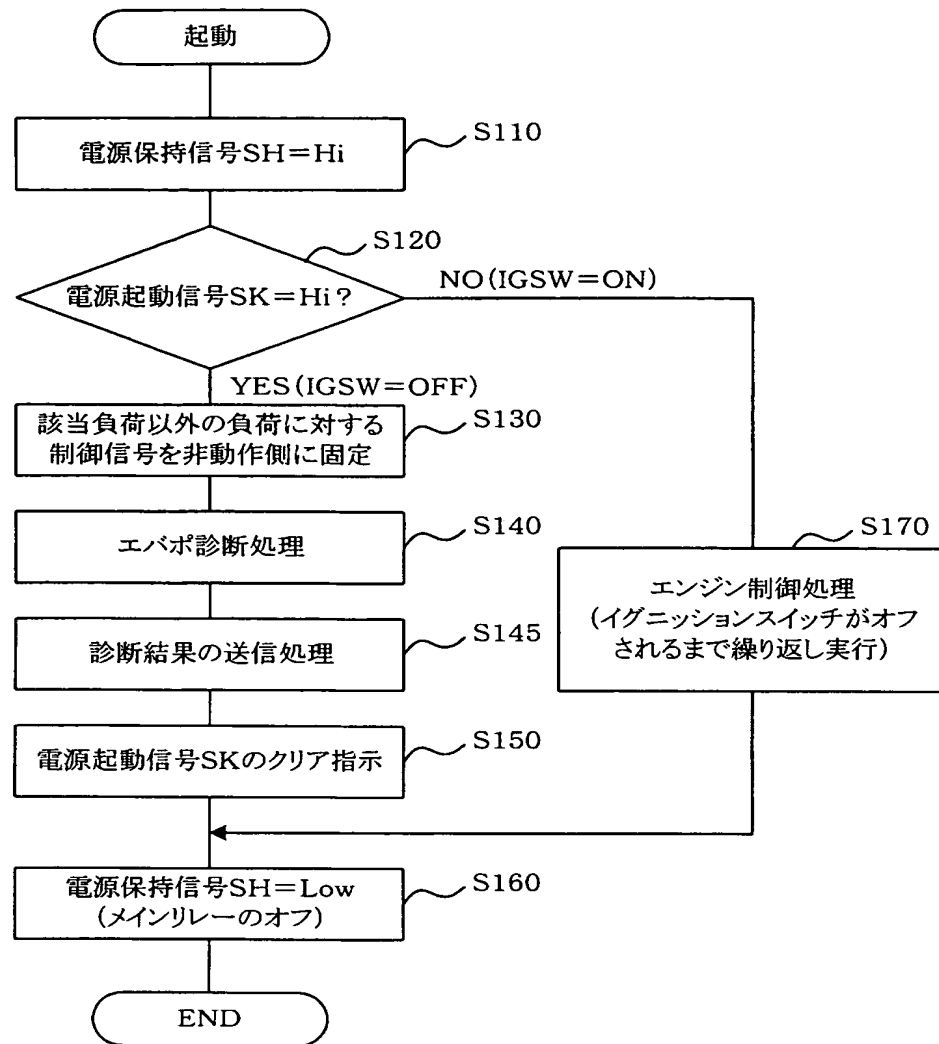 起動
電源保持信号SH=Hi
S110
S120
電源起動信号SK=Hi?
NO(IGSW=ON)
YES(IGSW=OFF)
該当負荷以外の負荷に対する
制御信号を非動作側に固定
S130
エバポ診断処理
S140
S170
エンジン制御処理
(イグニッションスイッチがオフ
されるまで繰り返し実行)
診断結果の送信処理
S145
電源起動信号SKのクリア指示
S150
電源保持信号SH=Low
(メインリレーのオフ)
S160
END